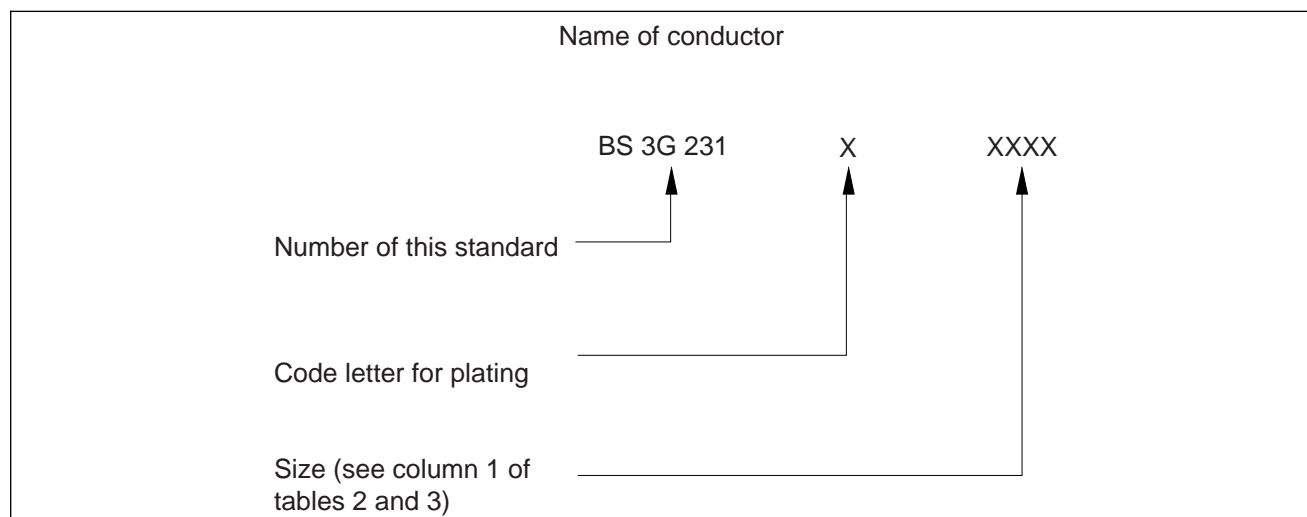 Name of conductor
BS 3G 231 X XXXX
Number of this standard
Code letter for plating
Size (see column 1 of
tables 2 and 3)